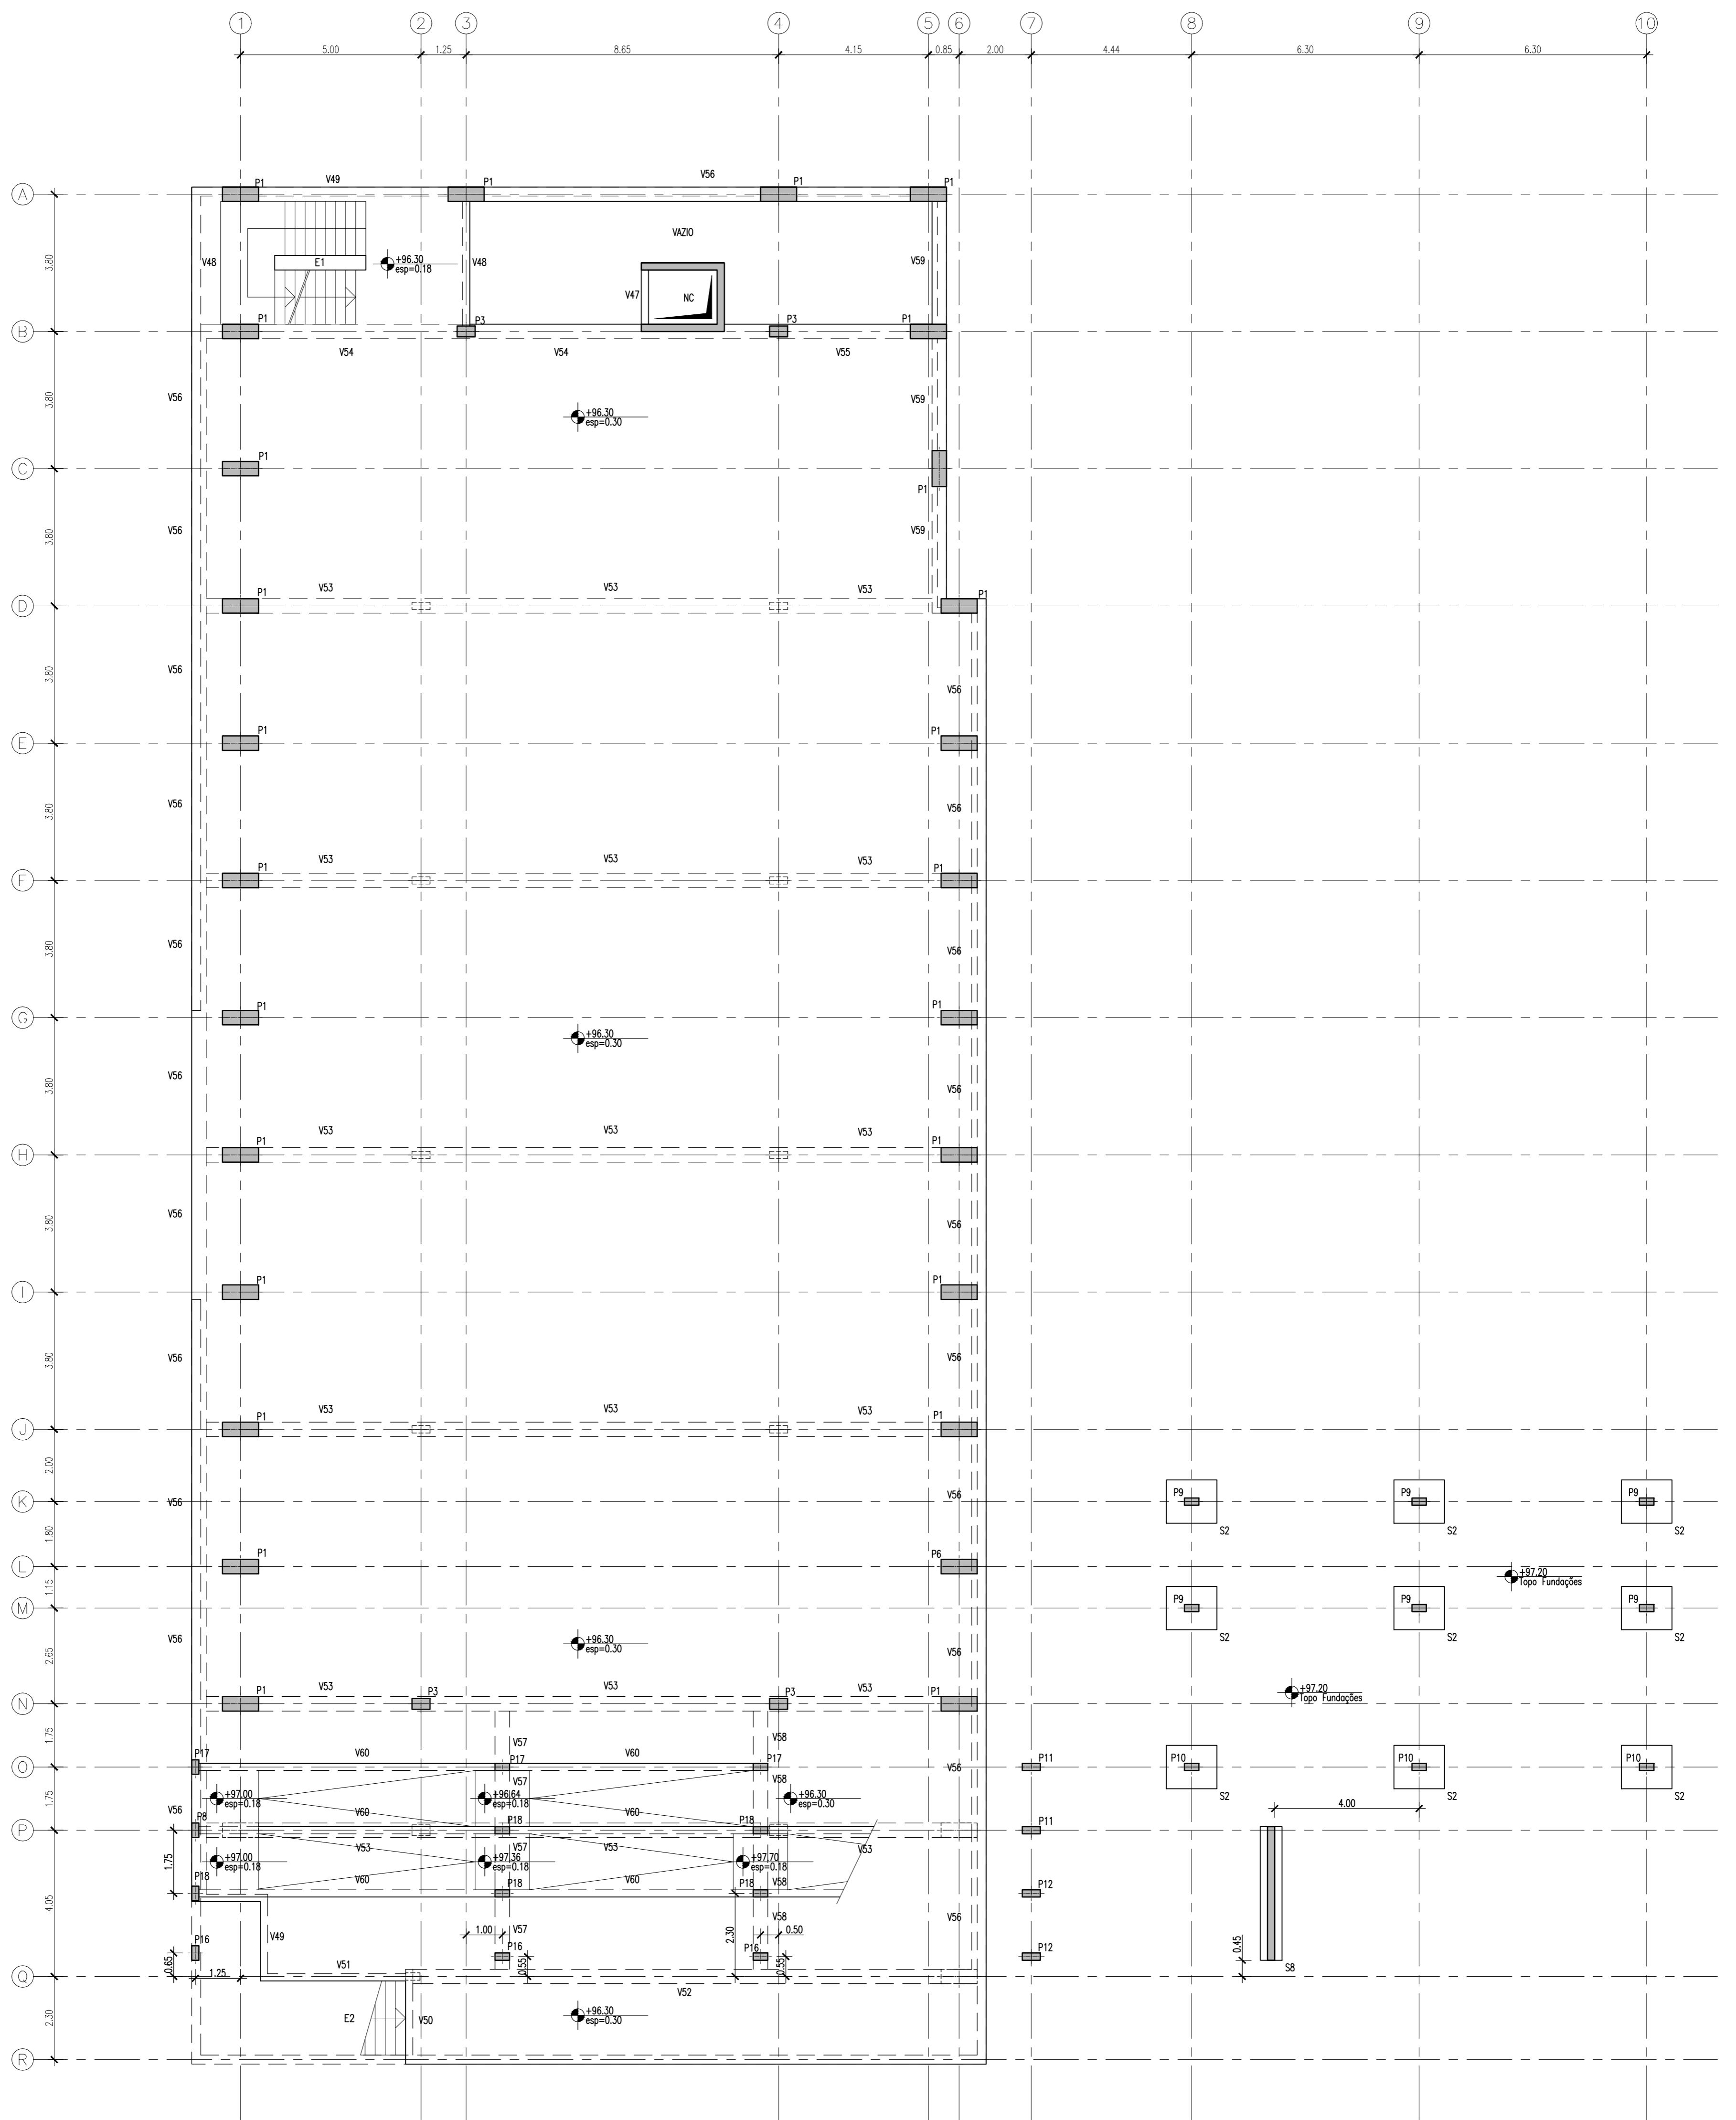 1 2 3 4 5 6 7 8 9 10
5.00 1.25 8.65 4.15 0.85 2.00 4.44 6.30 6.30
V49 V56
A P1 P1 P1 P1
VAZIO
3.80 V48 E1 +96.30 V48 V59
esp=0.18
V47 NC
B P1 P3 P3 P1
V54 V54 V55
3.80 V56 V59
+96.30
esp=0.30
C P1
P1
3.80 V56 V59
V53 V53 V53
D P1 P1
3.80 V56 V56
E P1 P1
3.80 V56 V56
V53 V53 V53
F P1 P1
3.80 V56 V56
G P1 P1
+96.30
esp=0.30
3.80 V56 V56
V53 V53 V53
H P1 P1
3.80 V56 V56
I P1 P1
3.80 V56 V56
V53 V53 V53
J P1 P1
2.00
K V56 V56 P9 P9 P9
S2 S2 S2
1.80
L P1 P6
+97.20
Topo Fundações
1.15
M P9 P9 P9
S2 S2 S2
2.65 V56 +96.30 V56
esp=0.30
V53 V53 V53
+97.20
Topo Fundações
N P1 P3 P3 P1
1.75 V57 V58
V60 V60
O P17 P17 P17 P11 P10 P10 P10
V56
V57 V58
+97.00 +96.64 +96.30
esp=0.18 esp=0.18 esp=0.30
S2 S2 S2
1.75 V56 V60 V60 4.00
P P8 P18 P18 P11
V53 V57 V53 V53
1.75 +97.00 +97.36 +97.70
esp=0.18 esp=0.18 esp=0.18
V60 V60 V58
P18 P18 P18 P12
4.05
V49 1.00 V57 2.30 V58 0.50 V56
P16 P16 P16 P12
0.65 1.25 V51 0.55 0.55 0.45
Q S8
V52
2.30 E2 V50 +96.30
esp=0.30
R